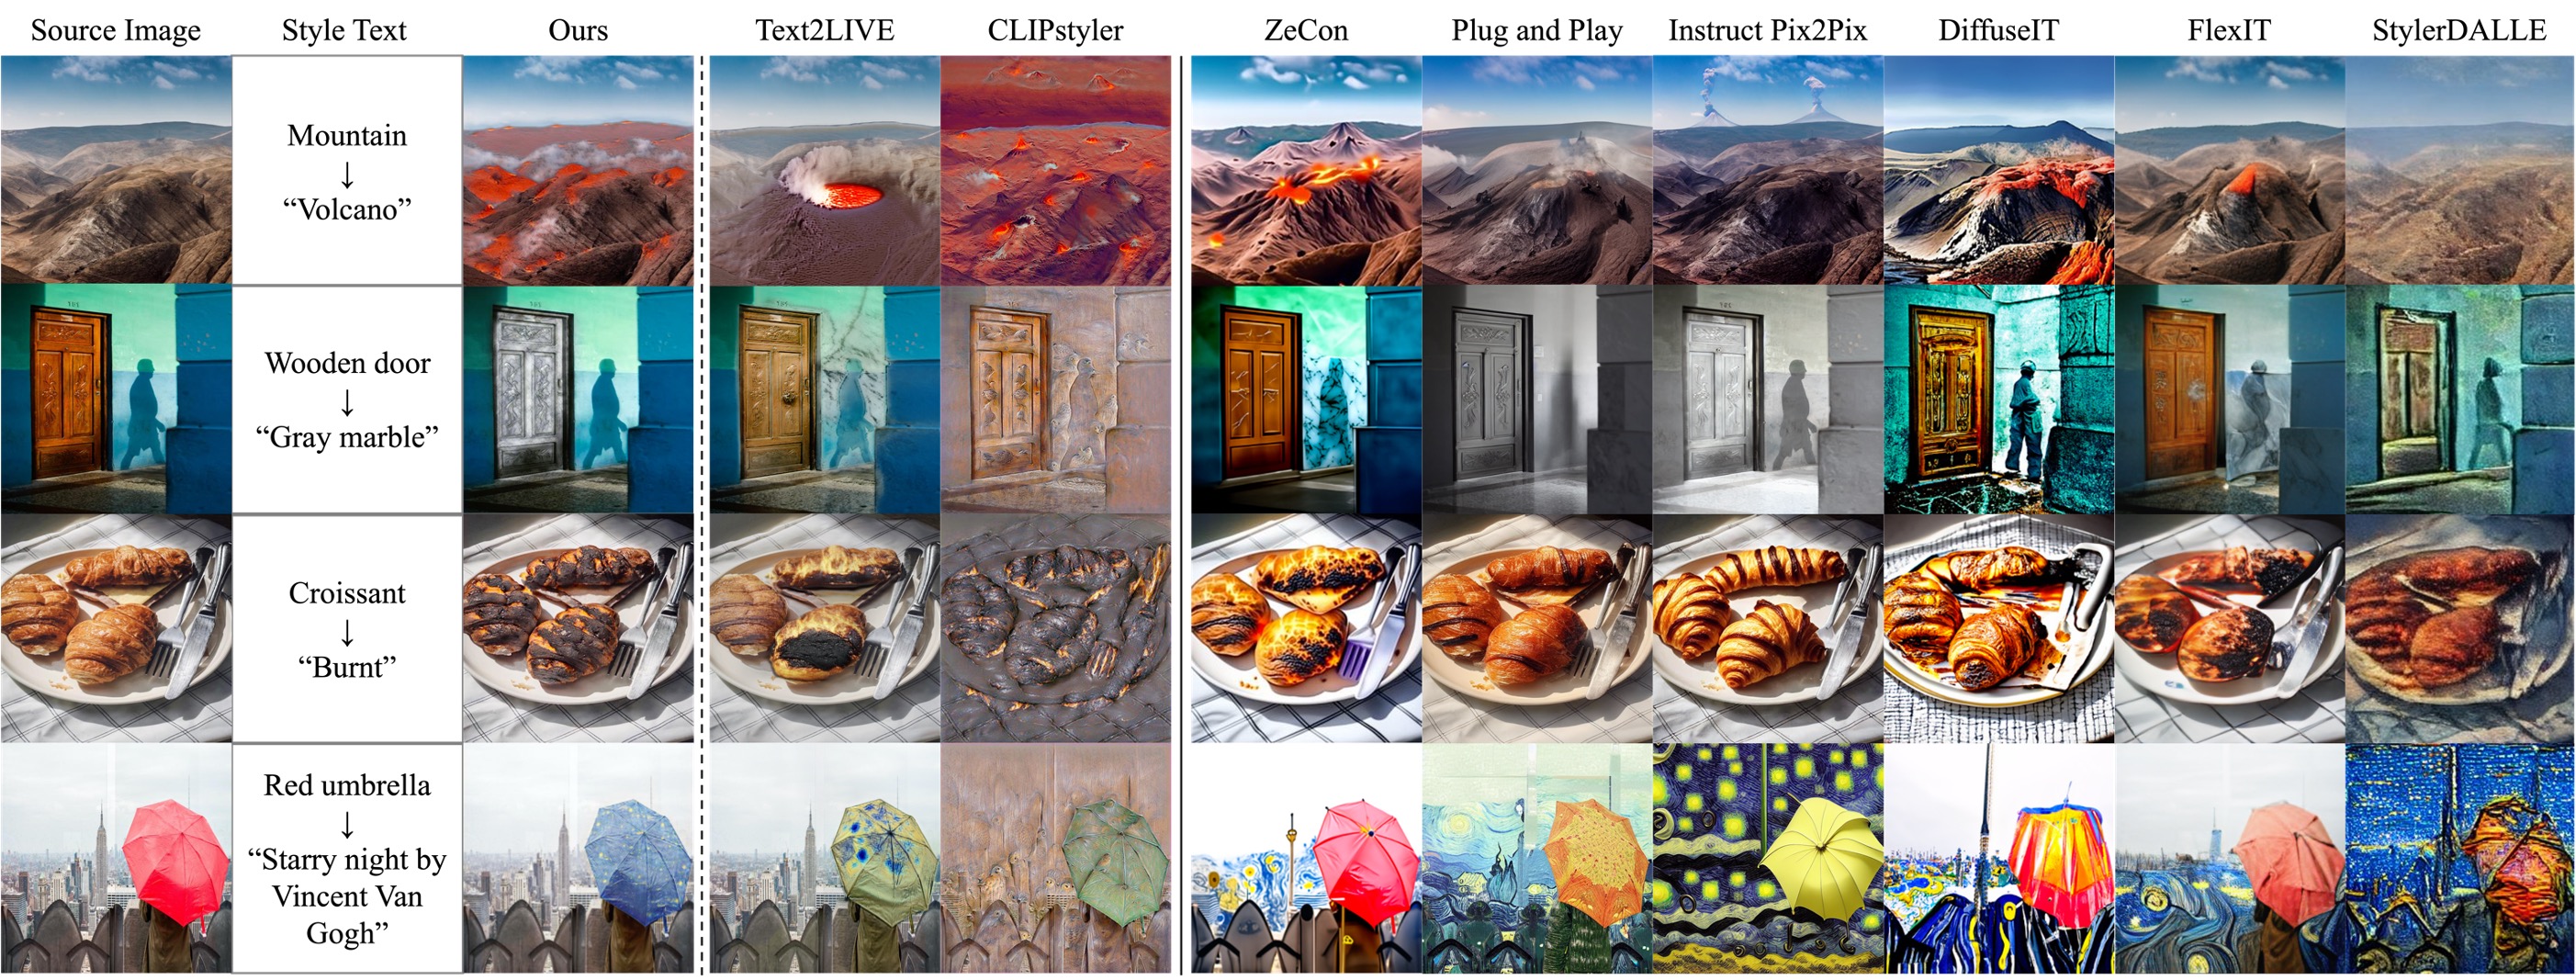 Source Image Style Text Ours Text2LIVE CLIPstyler ZeCon Plug and Play Instruct Pix2Pix DiffuseIT FlexIT StylerDALLE
Mountain
↓
“Volcano”
Wooden door
↓
“Gray marble”
Croissant
↓
“Burnt”
Red umbrella
↓
“Starry night by
Vincent Van
Gogh”